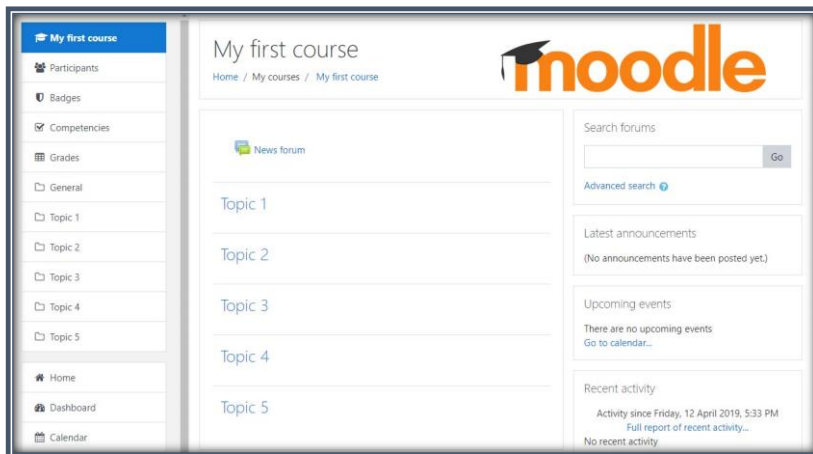 My first course
Participants
Badges
Competencies
Grades
General
Topic 1
Topic 2
Topic 3
Topic 4
Topic 5
Home
Dashboard
Calendar
My first course
Home / My courses / My first course
moodle
News forum
Topic 1
Topic 2
Topic 3
Topic 4
Topic 5
Search forums
Go
Advanced search
Latest announcements
(No announcements have been posted yet.)
Upcoming events
There are no upcoming events
Go to calendar...
Recent activity
Activity since Friday, 12 April 2019, 5:33 PM
Full report of recent activity...
No recent activity